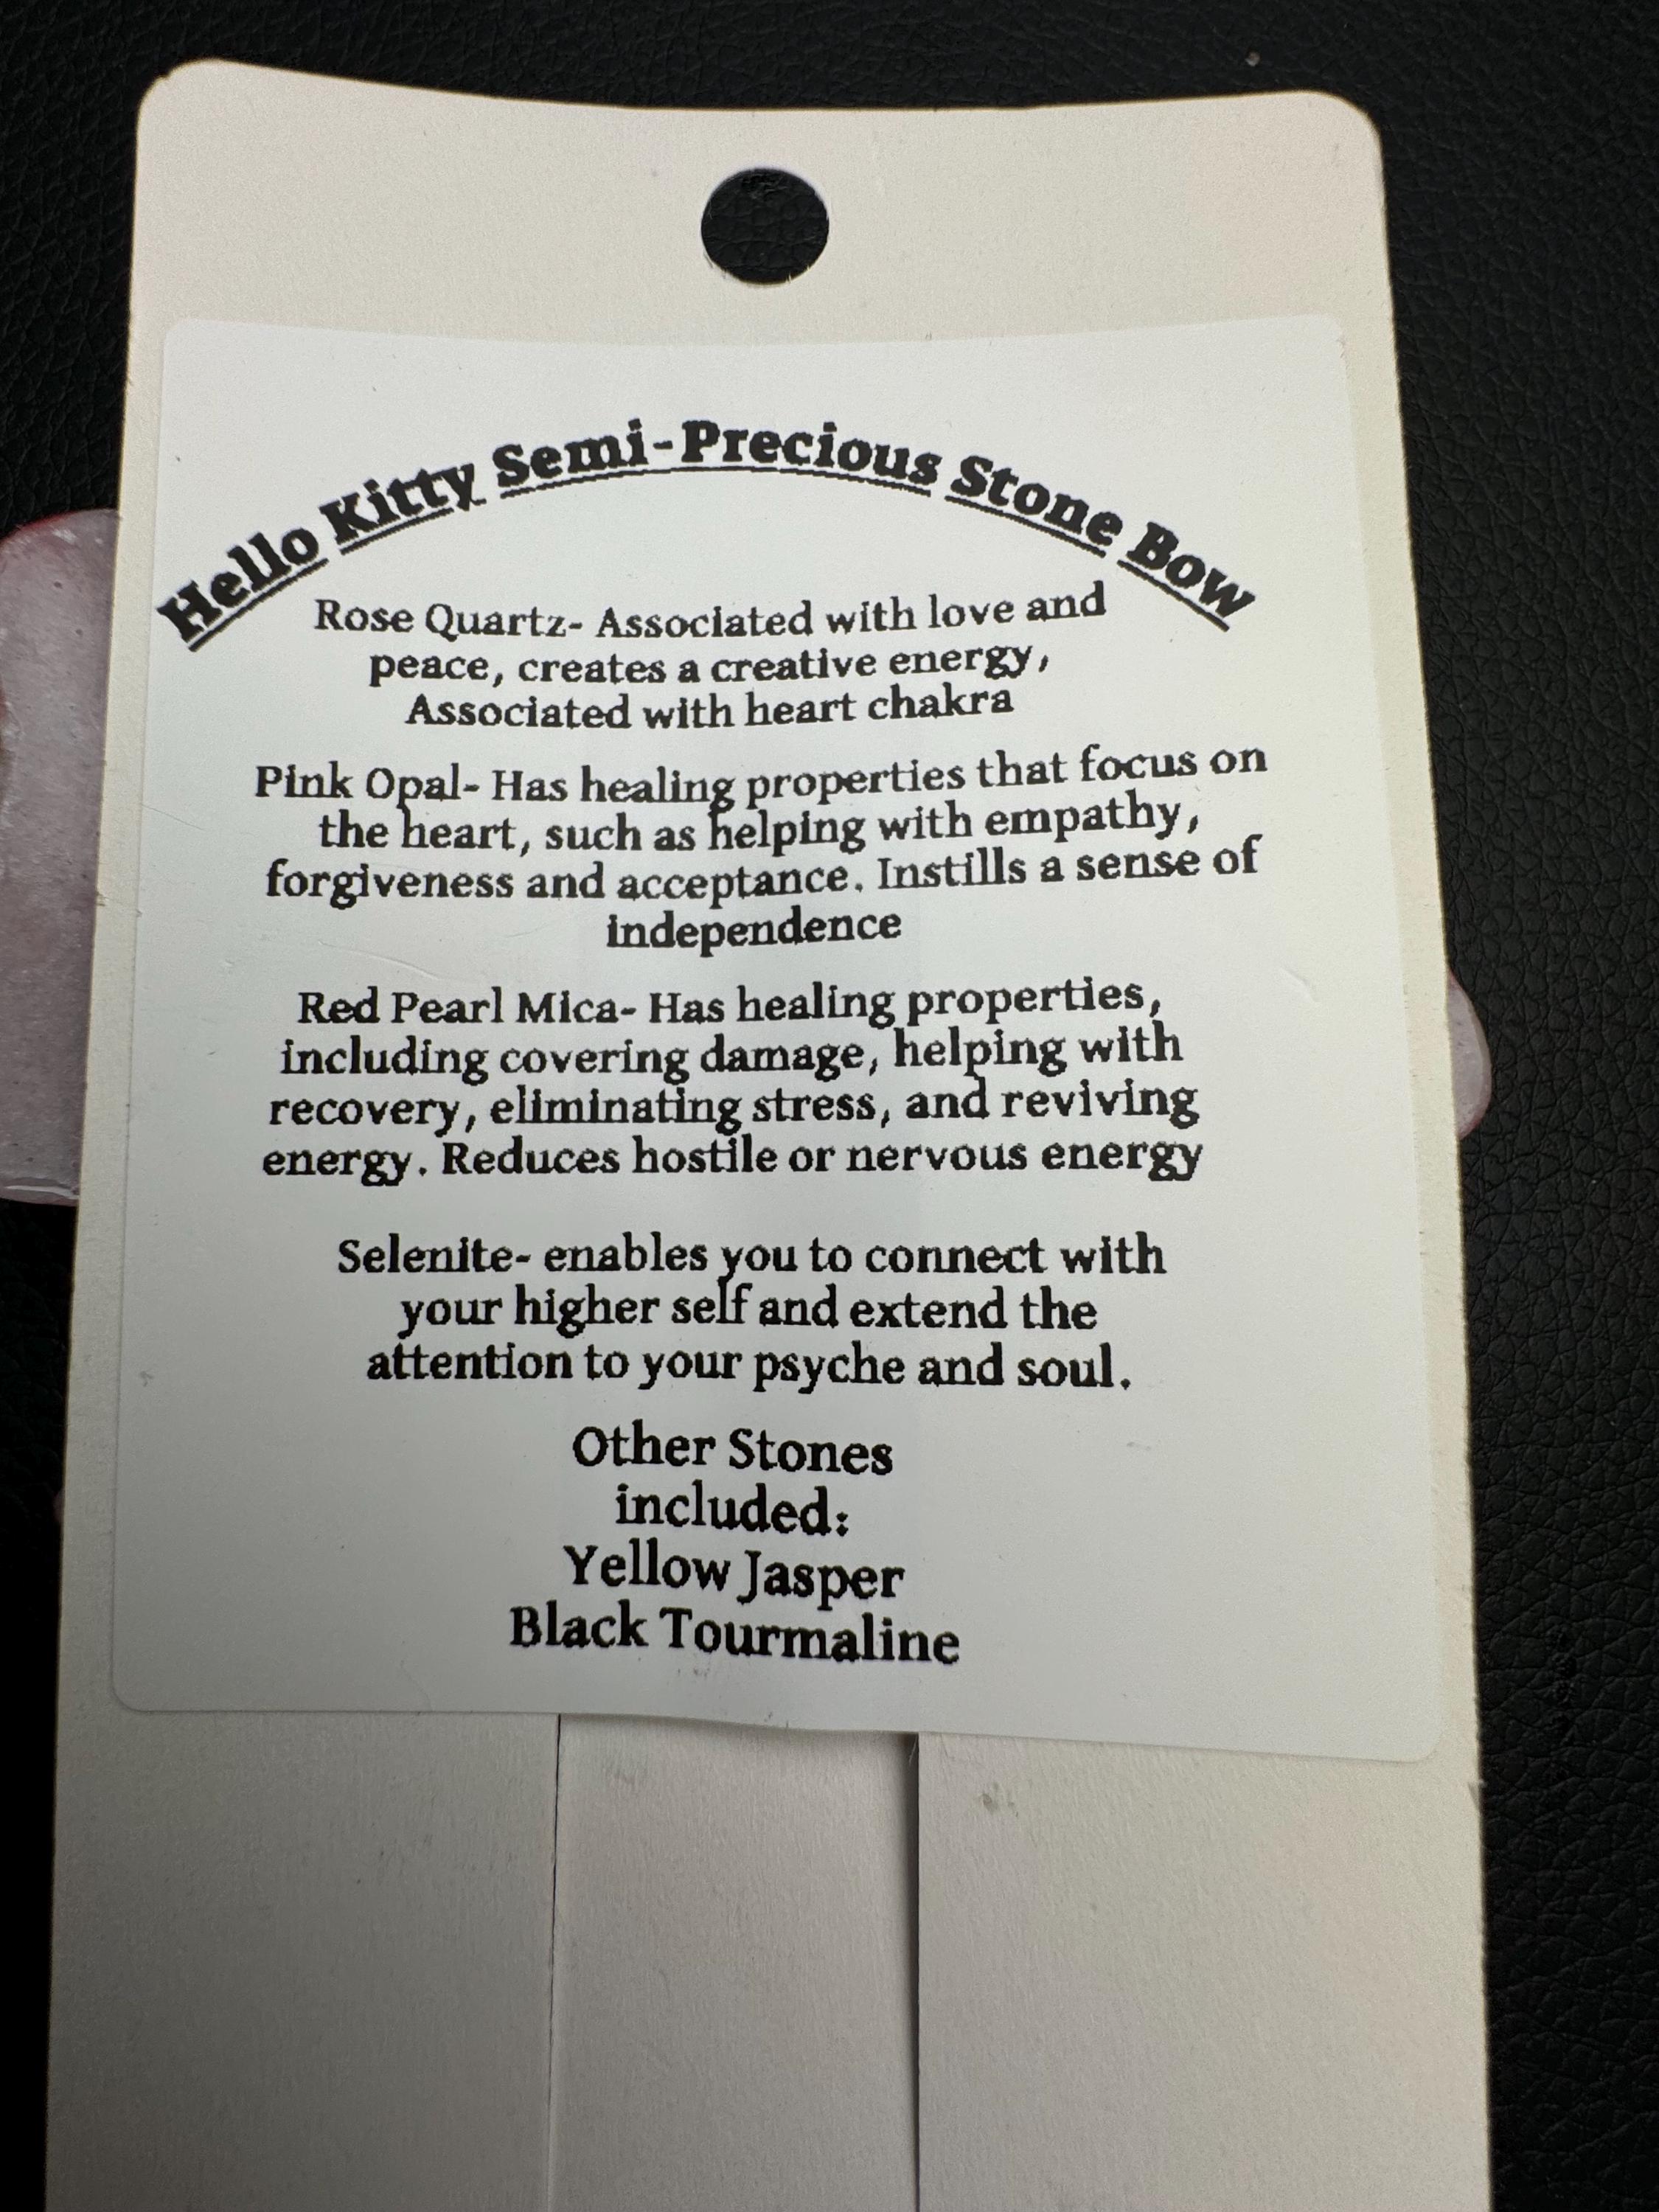 Hello Kitty Semi-Precious Stone Bow
Rose Quartz- Associated with love and
peace, creates a creative energy,
Associated with heart chakra
Pink Opal- Has healing properties that focus on
the heart, such as helping with empathy,
forgiveness and acceptance. Instills a sense of
independence
Red Pearl Mica- Has healing properties,
including covering damage, helping with
recovery, eliminating stress, and reviving
energy. Reduces hostile or nervous energy
Selenite- enables you to connect with
your higher self and extend the
attention to your psyche and soul.
Other Stones
included:
Yellow Jasper
Black Tourmaline